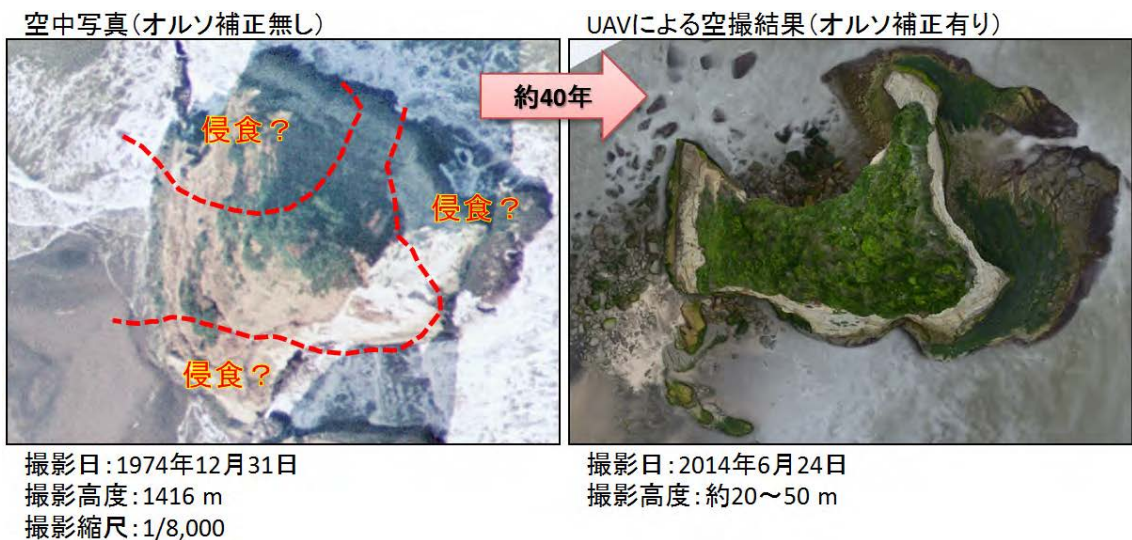 空中写真(オルソ補正無し)
UAVによる空撮結果(オルソ補正有り)
約40年
侵食?
侵食?
侵食?
撮影日:1974年12月31日
撮影高度:1416 m
撮影縮尺:1/8,000
撮影日:2014年6月24日
撮影高度:約20~50 m